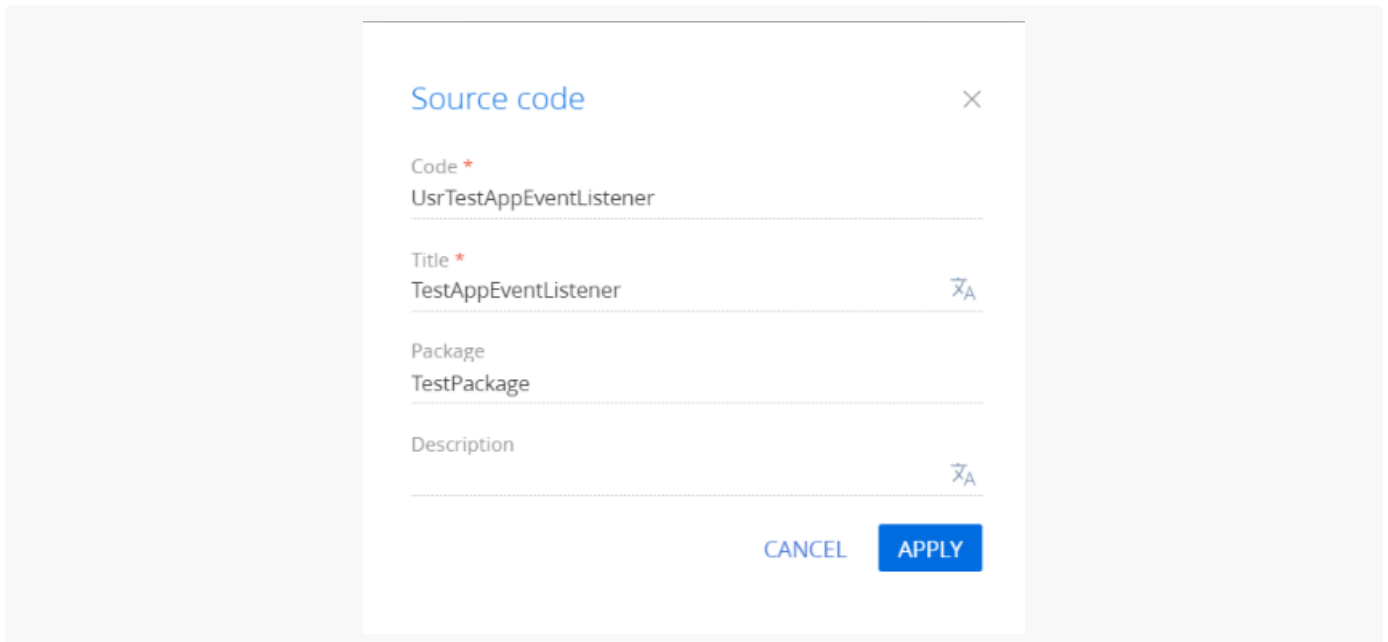 Source code
Code *
UsrTestAppEventListener
Title *
TestAppEventListener
Package
TestPackage
Description
CANCEL APPLY